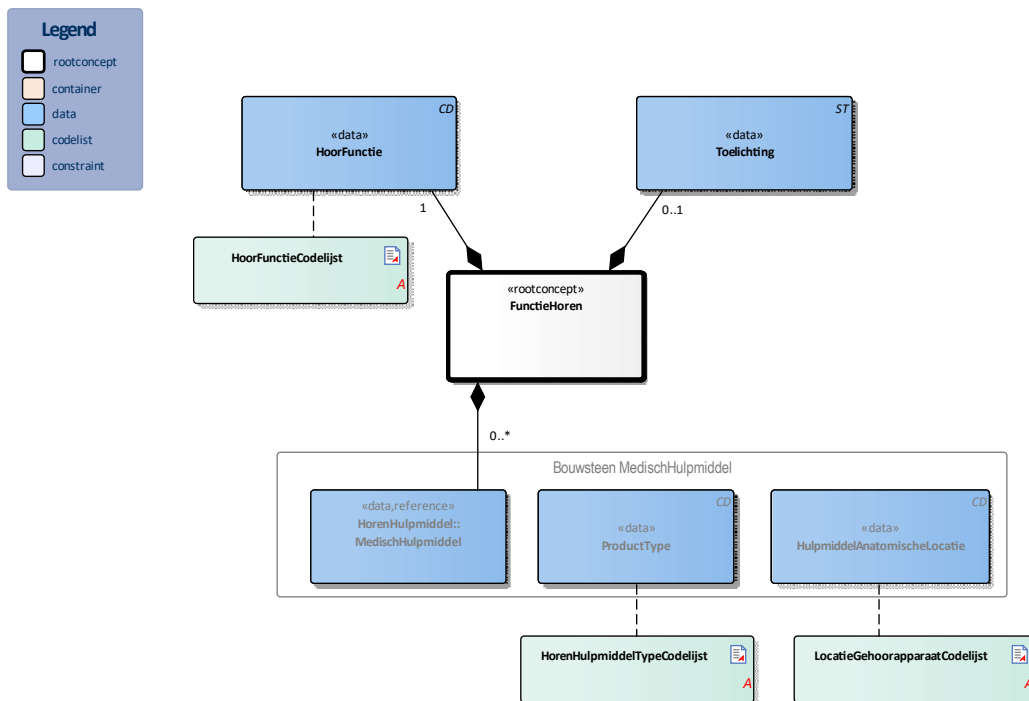 Legend
rootconcept
container
data
codelist
constraint
CD
«data»
HoorFunctie
ST
«data»
Toelichting
1
0..1
HoorFunctieCodelijst
A
«rootconcept»
FunctieHoren
0..*
Bouwsteen MedischHulpmiddel
«data,reference»
HorenHulpmiddel::
MedischHulpmiddel
CD
«data»
ProductType
CD
«data»
HulpmiddelAnatomischeLocatie
HorenHulpmiddelTypeCodelijst
A
LocatieGehoorapparaatCodelijst
A